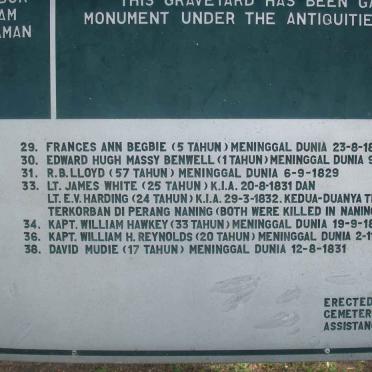 AM
AMAN
THIS GRAVEYARD HAS BEEN
MONUMENT UNDER THE ANTIQUITIE
29. FRANCES ANN BEGBIE (5 TAHUN) MENINGGAL DUNIA 23-8-18
30. EDWARD HUGH MASSY BENWELL (1 TAHUN) MENINGGAL DUNIA 9
31. R.B.LLOYD (57 TAHUN) MENINGGAL DUNIA 6-9-1829
33. LT. JAMES WHITE (25 TAHUN) K.I.A. 20-8-1831 DAN
LT. E.V. HARDING (24 TAHUN) K.I.A. 29-3-1832. KEDUA-DUANYA TE
TERKORBAN DI PERANG NANING (BOTH WERE KILLED IN NANIN
34. KAPT. WILLIAM HAWKEY (33 TAHUN) MENINGGAL DUNIA 19-9-18
36. KAPT. WILLIAM H. REYNOLDS (20 TAHUN) MENINGGAL DUNIA 2-11
38. DAVID MUDIE (17 TAHUN) MENINGGAL DUNIA 12-8-1831
ERECTED
CEMETER
ASSISTAN